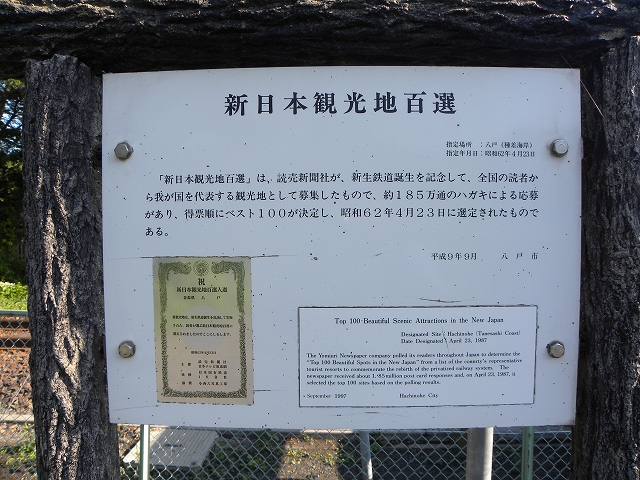 新日本観光地百選
指定場所 ：八戸（種差海岸）
指定年月日：昭和62年4月23日
「新日本観光地百選」は、読売新聞社が、新生鉄道誕生を記念して、全国の読者か
ら我が国を代表する観光地として募集したもので、約１８５万通のハガキによる応募
があり、得票順にベスト１００が決定し、昭和６２年４月２３日に選定されたもので
ある。
平成９年９月　八戸市
祝
新日本観光地百選入選
青森県　八戸
Top 100-Beautiful Scenic Attractions in the New Japan
Designated Site: Hachinohe (Tanesashi Coast)
Date Designated: April 23, 1987
The Yomiuri Newspaper company polled its readers throughout Japan to determine the
"Top 100 Beautiful Spots in the New Japan" from a list of the country's representative
tourist resorts to commemorate the rebirth of the privatized railway system. The
newspaper received about 1.85million post card responses and, on April 23, 1987, it
selected the top 100 sites based on the polling results.
September 1997 Hachinohe City